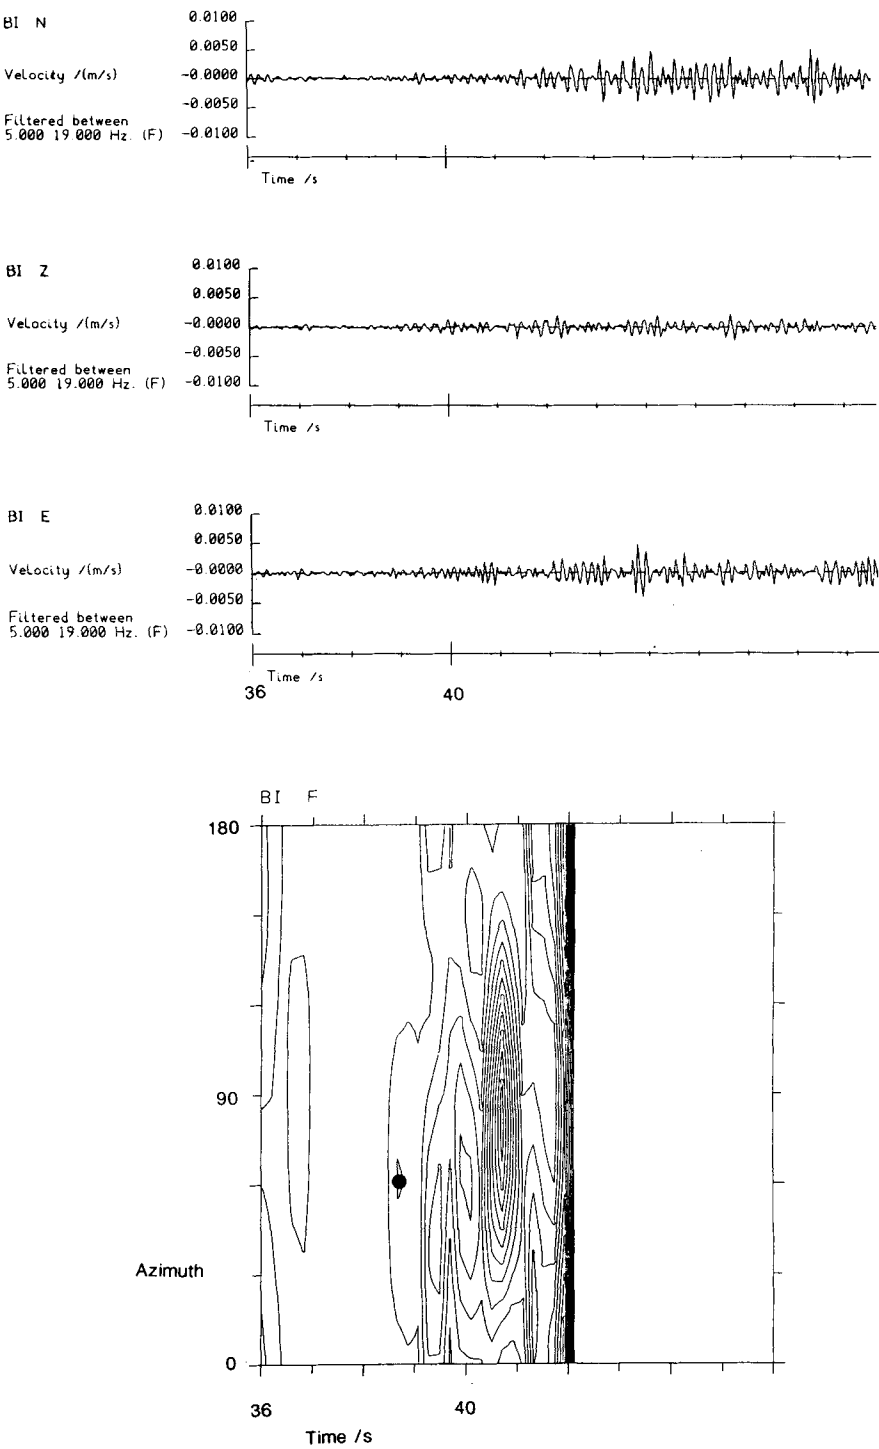 BI N
0.0100
0.0050
Velocity /(m/s) -0.0000
-0.0050
Filtered between
5.000 19.000 Hz. (F) -0.0100
Time /s
BI Z
0.0100
0.0050
Velocity /(m/s) -0.0000
-0.0050
Filtered between
5.000 19.000 Hz. (F) -0.0100
Time /s
BI E
0.0100
0.0050
Velocity /(m/s) -0.0000
-0.0050
Filtered between
5.000 19.000 Hz. (F) -0.0100
Time /s
36 40
BI F
180
90
Azimuth
0
36 40
Time /s